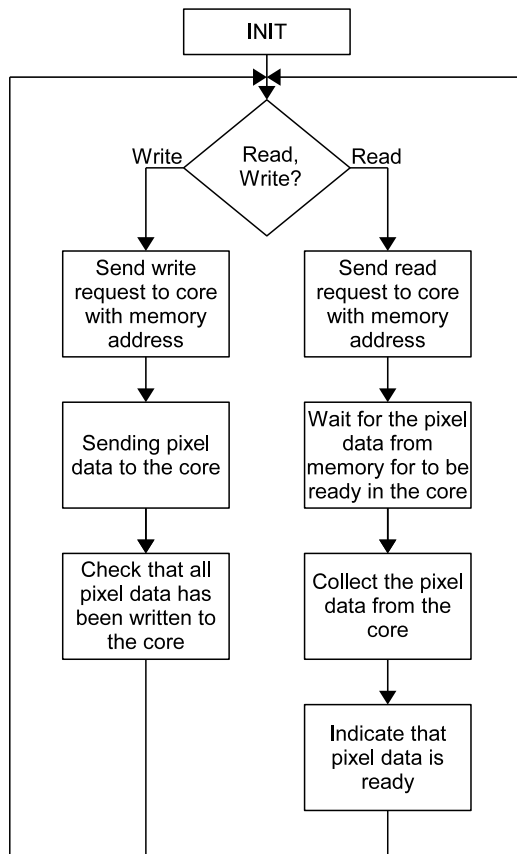 INIT
Write
Read,
Write?
Read
Send write
request to core
with memory
address
Send read
request to core
with memory
address
Sending pixel
data to the core
Wait for the pixel
data from
memory for to be
ready in the core
Check that all
pixel data has
been written to
the core
Collect the pixel
data from the
core
Indicate that
pixel data is
ready